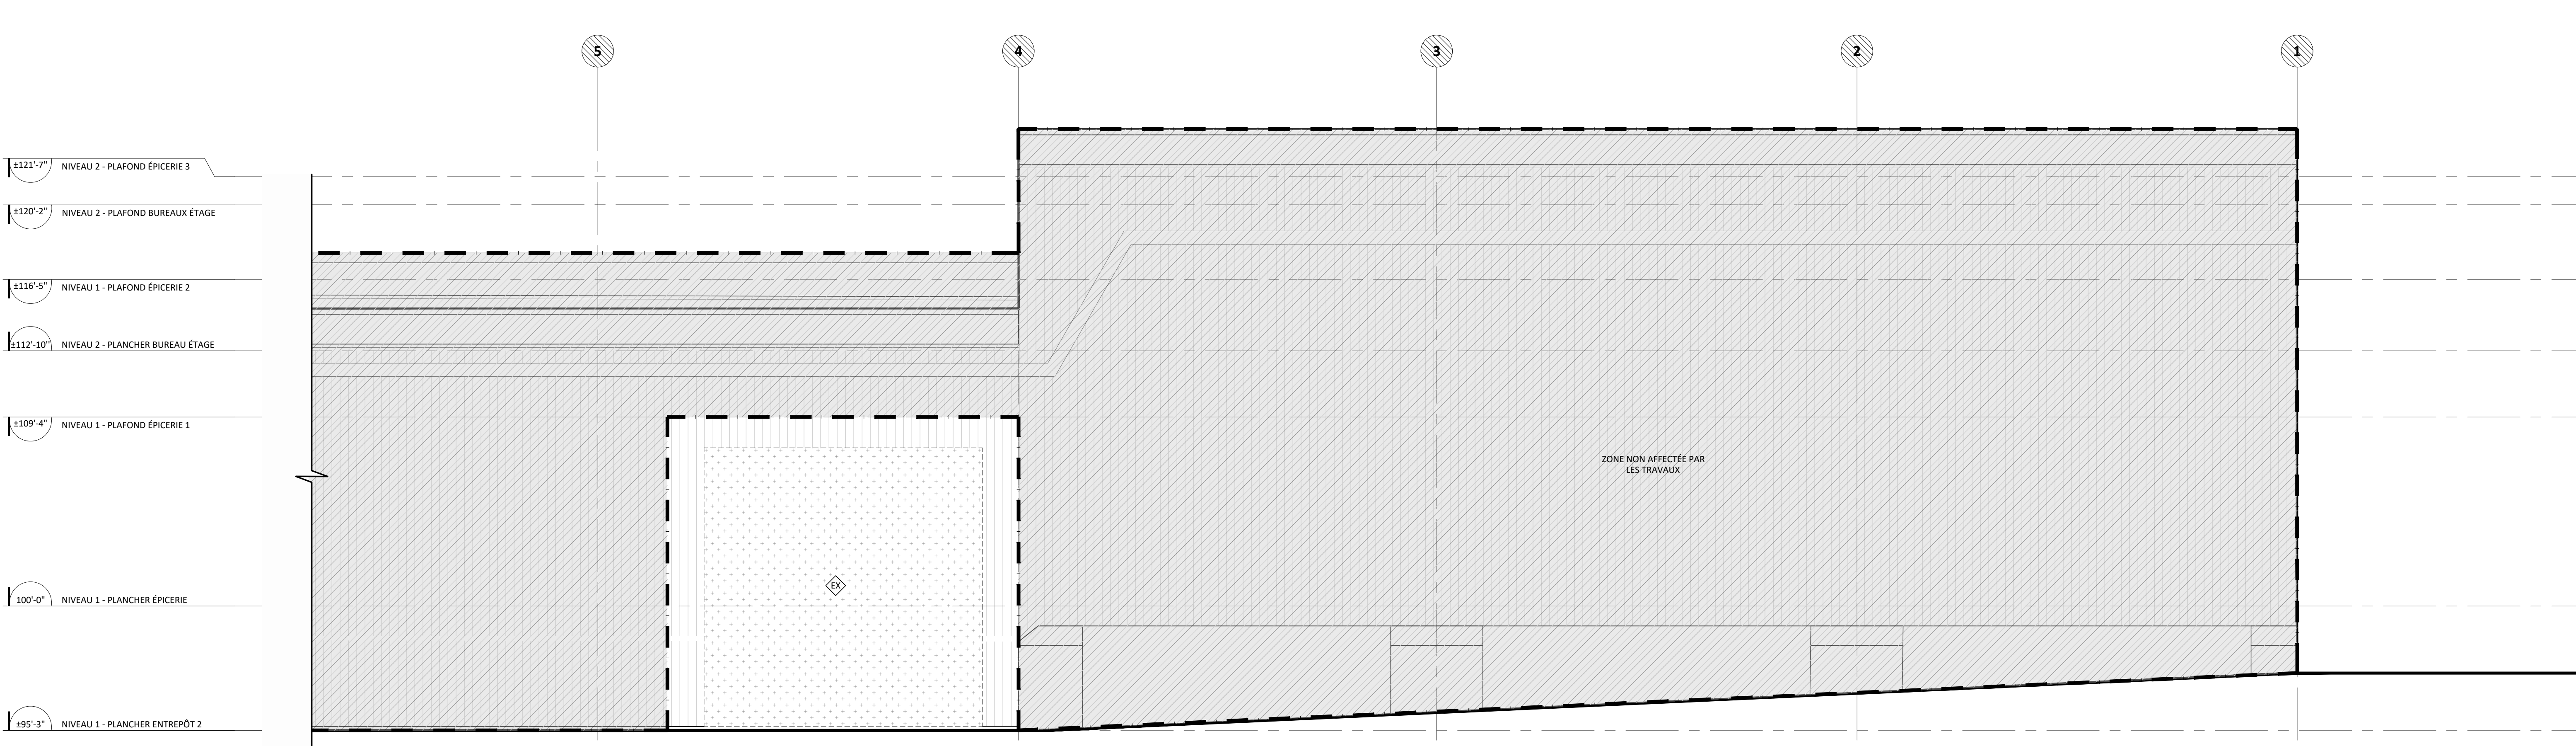 5
4
3
2
1
±121'-7" NIVEAU 2 - PLAFOND ÉPICERIE 3
±120'-2" NIVEAU 2 - PLAFOND BUREAUX ÉTAGE
±116'-5" NIVEAU 1 - PLAFOND ÉPICERIE 2
±112'-10" NIVEAU 2 - PLANCHER BUREAU ÉTAGE
±109'-4" NIVEAU 1 - PLAFOND ÉPICERIE 1
ZONE NON AFFECTÉE PAR
LES TRAVAUX
EX
100'-0" NIVEAU 1 - PLANCHER ÉPICERIE
±95'-3" NIVEAU 1 - PLANCHER ENTREPÔT 2